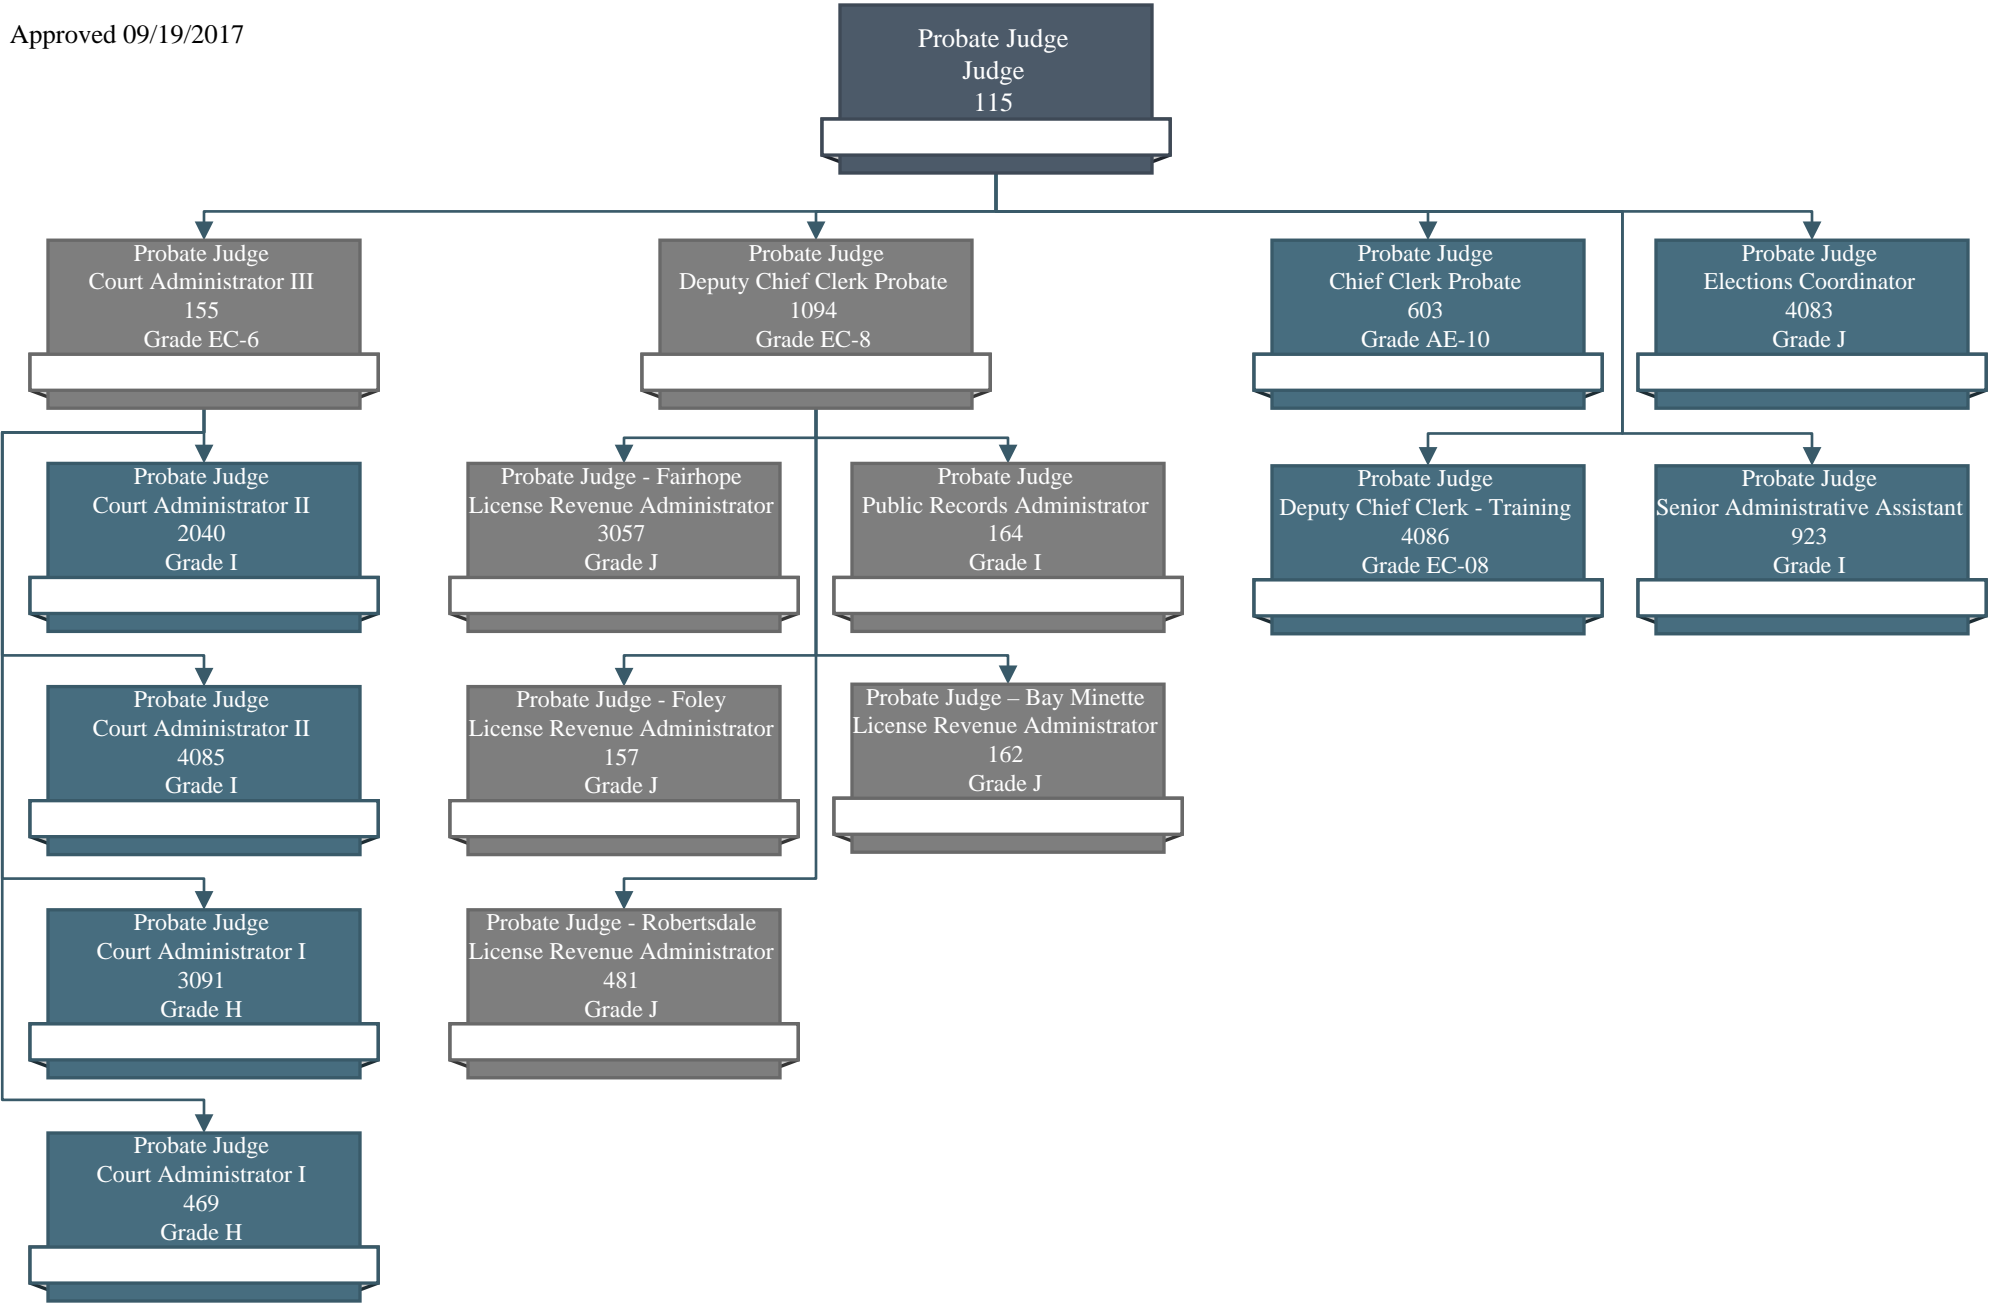 Approved 09/19/2017
Probate Judge
Judge
115
Probate Judge
Court Administrator III
155
Grade EC-6
Probate Judge
Deputy Chief Clerk Probate
1094
Grade EC-8
Probate Judge
Chief Clerk Probate
603
Grade AE-10
Probate Judge
Elections Coordinator
4083
Grade J
Probate Judge
Court Administrator II
2040
Grade I
Probate Judge - Fairhope
License Revenue Administrator
3057
Grade J
Probate Judge
Public Records Administrator
164
Grade I
Probate Judge
Deputy Chief Clerk - Training
4086
Grade EC-08
Probate Judge
Senior Administrative Assistant
923
Grade I
Probate Judge
Court Administrator II
4085
Grade I
Probate Judge - Foley
License Revenue Administrator
157
Grade J
Probate Judge – Bay Minette
License Revenue Administrator
162
Grade J
Probate Judge
Court Administrator I
3091
Grade H
Probate Judge - Robertsdale
License Revenue Administrator
481
Grade J
Probate Judge
Court Administrator I
469
Grade H